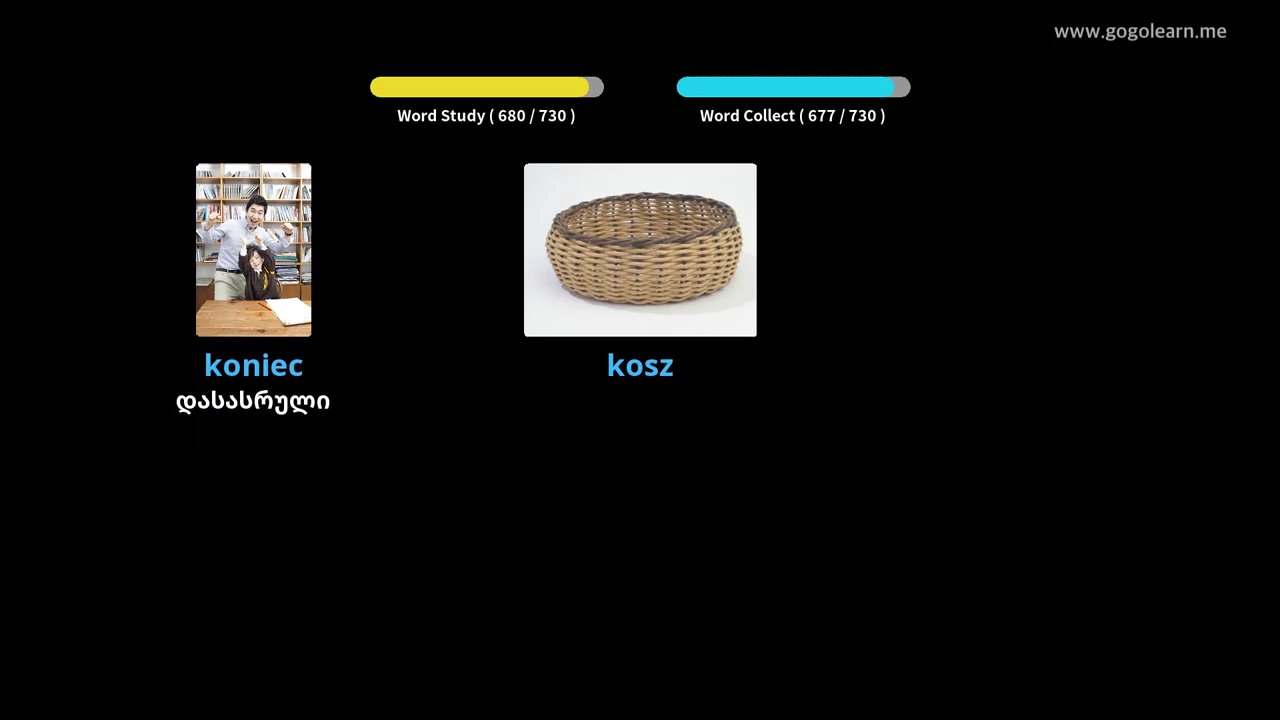 www.gogolearn.me
Word Study ( 680 / 730 )
Word Collect ( 677 / 730 )
koniec
kosz
დასასრული